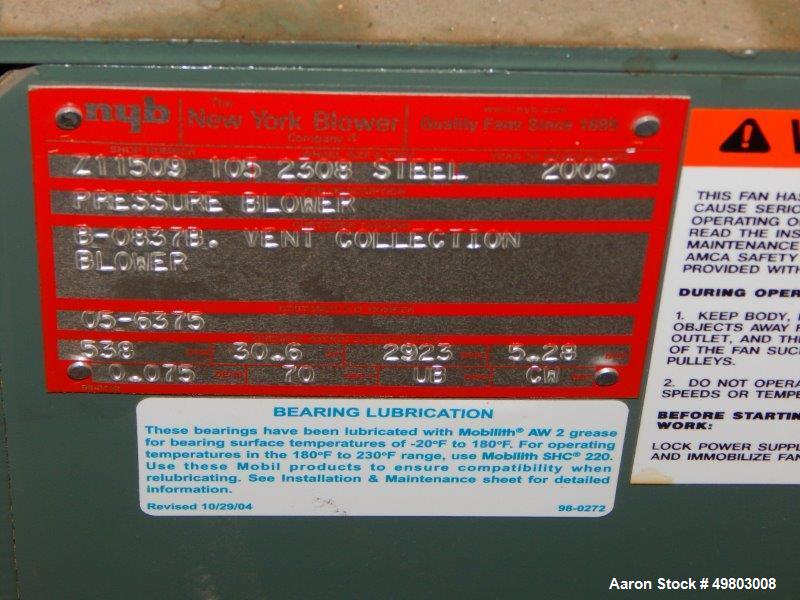 nyb The New York Blower Company® www.nyb.com Quality Fans Since 1889
Z11509 105 2308 STEEL 2005
PRESSURE BLOWER
B-0837B. VENT COLLECTION
BLOWER
05-6375
538 30.6 2923 5.28
0.075 70 UB CW
BEARING LUBRICATION
These bearings have been lubricated with Mobilith® AW 2 grease
for bearing surface temperatures of -20°F to 180°F. For operating
temperatures in the 180°F to 230°F range, use Mobilith SHC® 220.
Use these Mobil products to ensure compatibility when
relubricating. See Installation & Maintenance sheet for detailed
information.
Revised 10/29/04 98-0272
THIS FAN HAS
CAUSE SERIO
OPERATING O
READ THE INS
MAINTENANCE
AMCA SAFETY
PROVIDED WITH
DURING OPER
1. KEEP BODY,
OBJECTS AWAY
OUTLET, AND THE
OF THE FAN SUC
PULLEYS.
2. DO NOT OPERA
SPEEDS OR TEMPE
BEFORE STARTIN
WORK:
LOCK POWER SUPPL
AND IMMOBILIZE FAN
Aaron Stock # 49803008